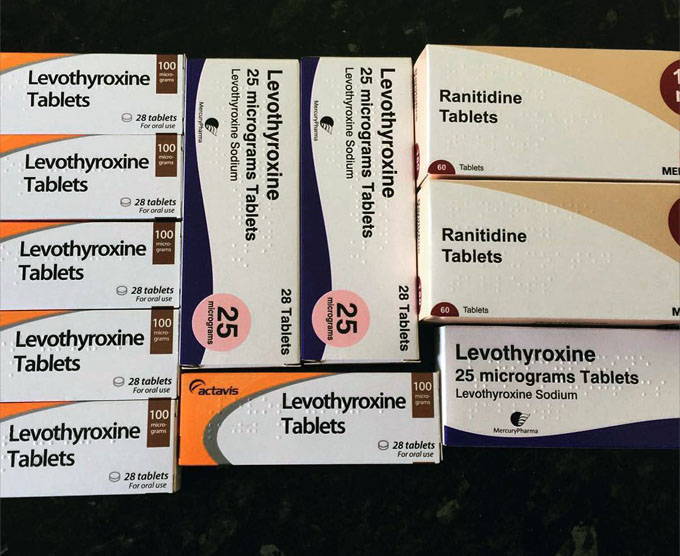 Levothyroxine
Tablets
100
micro-
grams
28 tablets
For oral use
Levothyroxine
Tablets
100
micro-
grams
28 tablets
For oral use
Levothyroxine
Tablets
100
micro-
grams
28 tablets
For oral use
Levothyroxine
Tablets
100
micro-
grams
28 tablets
For oral use
Levothyroxine
Tablets
100
micro-
grams
28 tablets
For oral use
Levothyroxine
25 micrograms Tablets
Levothyroxine Sodium
MercuryPharma
28 Tablets
25
micrograms
Levothyroxine
25 micrograms Tablets
Levothyroxine Sodium
MercuryPharma
28 Tablets
25
micrograms
actavis
Levothyroxine
Tablets
100
micro-
grams
28 tablets
For oral use
Ranitidine
Tablets
60 Tablets
Ranitidine
Tablets
60 Tablets
Levothyroxine
25 micrograms Tablets
Levothyroxine Sodium
MercuryPharma